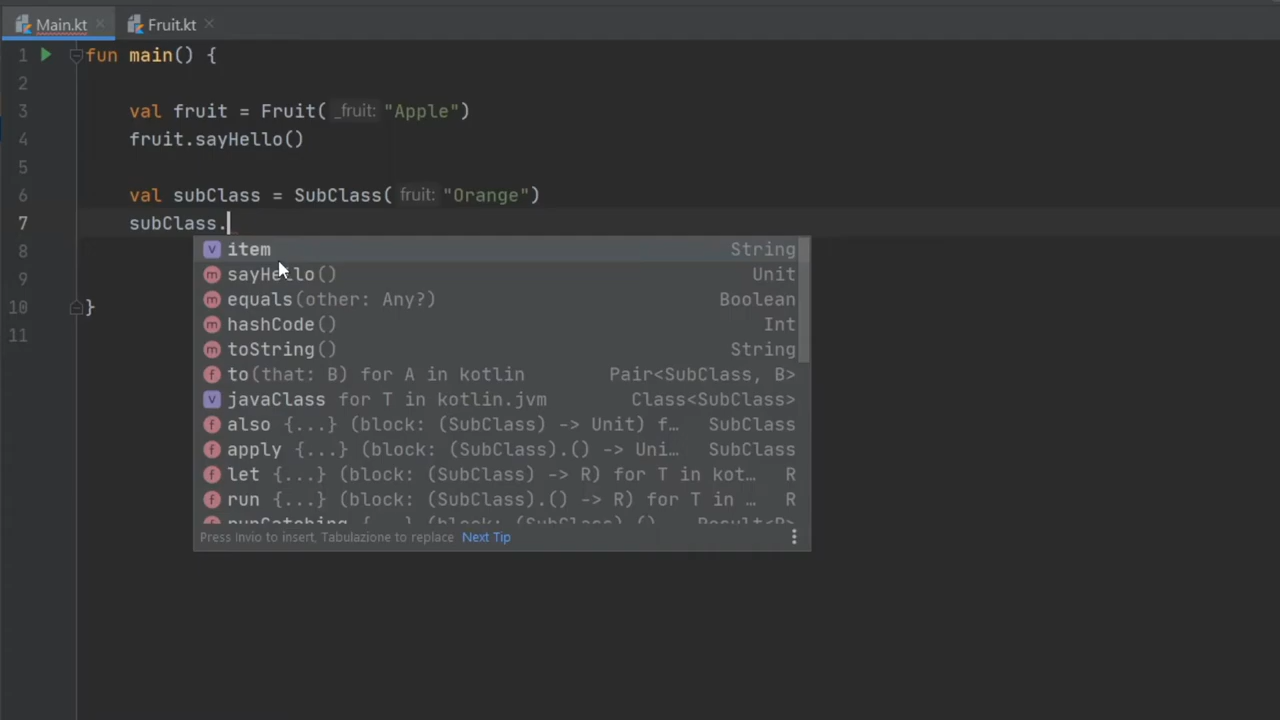 Main.kt Fruit.kt
1 fun main() {
2
3 val fruit = Fruit( _fruit: "Apple")
4 fruit.sayHello()
5
6 val subClass = SubClass( fruit: "Orange")
7 subClass.
8
9
10 }
11
v item String
m sayHello() Unit
m equals(other: Any?) Boolean
m hashCode() Int
m toString() String
f to(that: B) for A in kotlin Pair<SubClass, B>
v javaClass for T in kotlin.jvm Class<SubClass>
f also {...} (block: (SubClass) -> Unit) f… SubClass
f apply {...} (block: (SubClass).() -> Uni… SubClass
f let {...} (block: (SubClass) -> R) for T in kot… R
f run {...} (block: (SubClass).() -> R) for T in … R
f runCatching {...} (block: (SubClass).() Result<R>
Press Invio to insert, Tabulazione to replace Next Tip